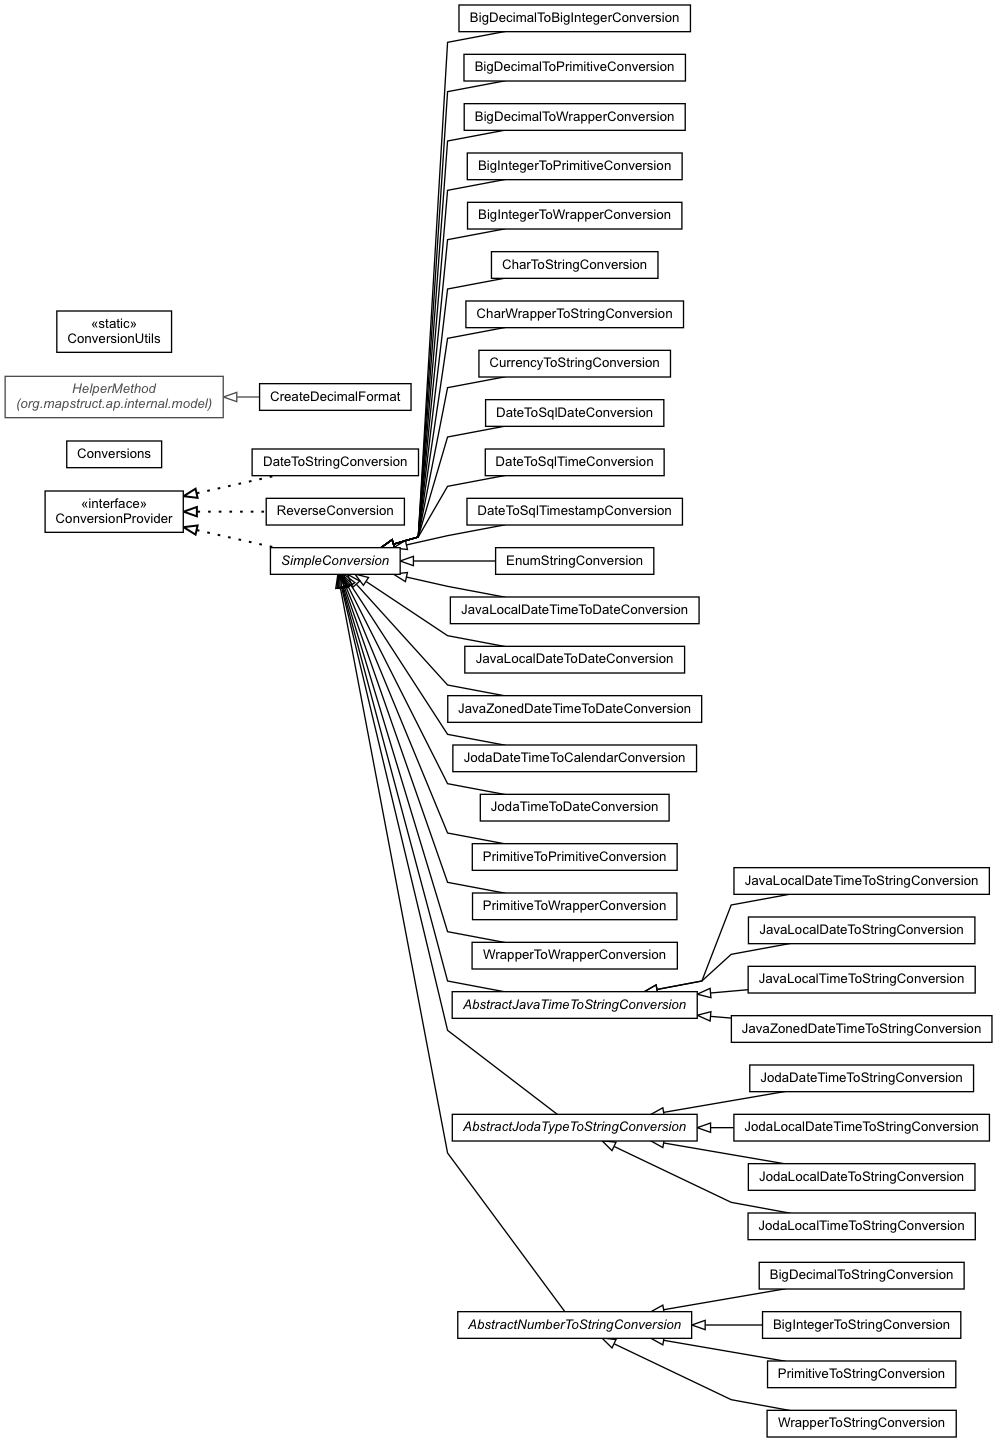 BigDecimalToBigIntegerConversion
BigDecimalToPrimitiveConversion
BigDecimalToWrapperConversion
BigIntegerToPrimitiveConversion
BigIntegerToWrapperConversion
CharToStringConversion
CharWrapperToStringConversion
«static»
ConversionUtils
CurrencyToStringConversion
HelperMethod
(org.mapstruct.ap.internal.model)
CreateDecimalFormat
DateToSqlDateConversion
Conversions
DateToStringConversion
DateToSqlTimeConversion
«interface»
ConversionProvider
ReverseConversion
DateToSqlTimestampConversion
SimpleConversion
EnumStringConversion
JavaLocalDateTimeToDateConversion
JavaLocalDateToDateConversion
JavaZonedDateTimeToDateConversion
JodaDateTimeToCalendarConversion
JodaTimeToDateConversion
PrimitiveToPrimitiveConversion
JavaLocalDateTimeToStringConversion
PrimitiveToWrapperConversion
JavaLocalDateToStringConversion
WrapperToWrapperConversion
JavaLocalTimeToStringConversion
AbstractJavaTimeToStringConversion
JavaZonedDateTimeToStringConversion
JodaDateTimeToStringConversion
AbstractJodaTypeToStringConversion
JodaLocalDateTimeToStringConversion
JodaLocalDateToStringConversion
JodaLocalTimeToStringConversion
BigDecimalToStringConversion
AbstractNumberToStringConversion
BigIntegerToStringConversion
PrimitiveToStringConversion
WrapperToStringConversion